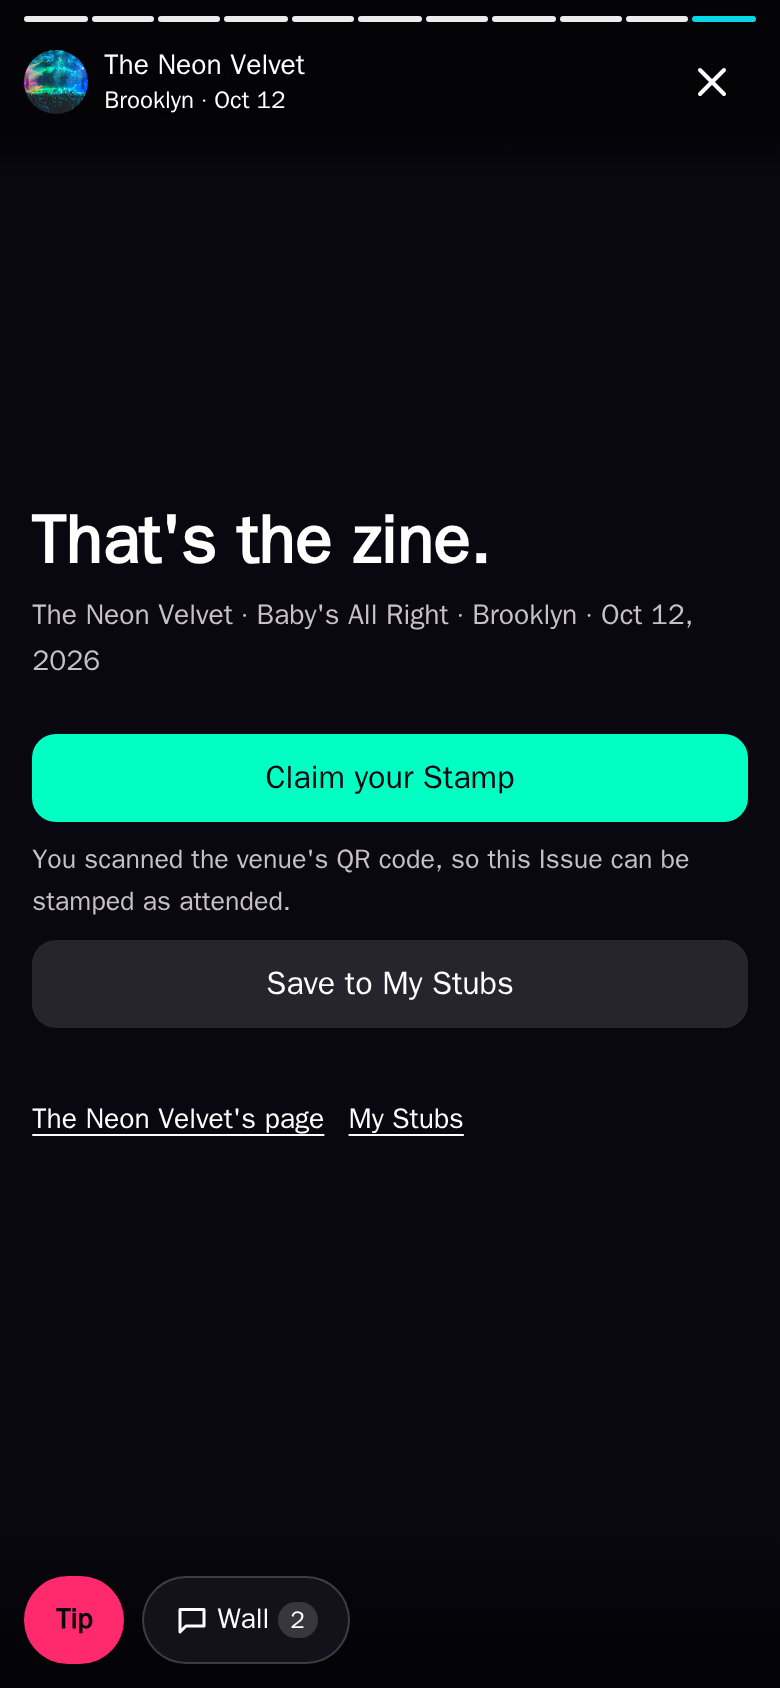 The Neon Velvet
Brooklyn · Oct 12
That's the zine.
The Neon Velvet · Baby's All Right · Brooklyn · Oct 12,
2026
Claim your Stamp
You scanned the venue's QR code, so this Issue can be
stamped as attended.
Save to My Stubs
The Neon Velvet's page My Stubs
Tip Wall 2